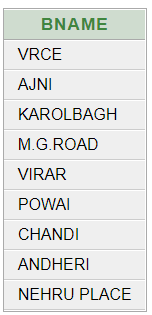 BNAME
VRCE
AJNI
KAROLBAGH
M.G.ROAD
VIRAR
POWAI
CHANDI
ANDHERI
NEHRU PLACE